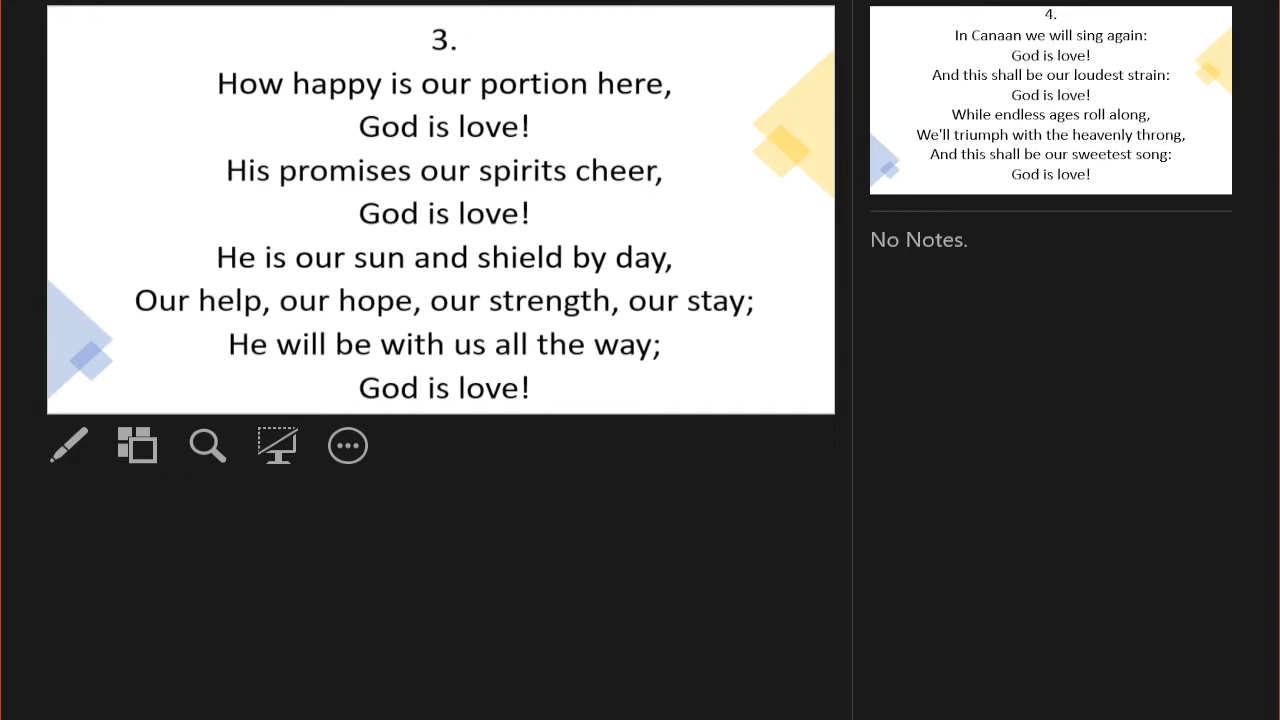 3.
How happy is our portion here,
God is love!
His promises our spirits cheer,
God is love!
He is our sun and shield by day,
Our help, our hope, our strength, our stay;
He will be with us all the way;
God is love!
4.
In Canaan we will sing again:
God is love!
And this shall be our loudest strain:
God is love!
While endless ages roll along,
We'll triumph with the heavenly throng,
And this shall be our sweetest song:
God is love!
No Notes.